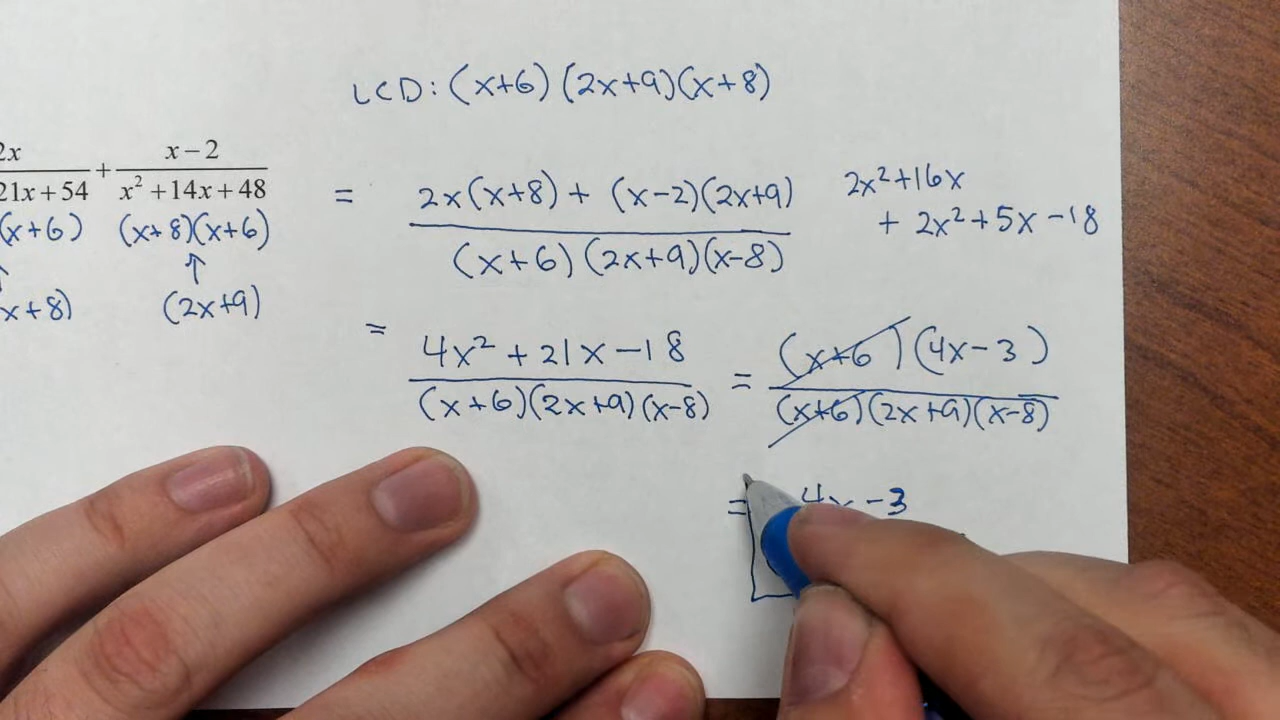 LCD: (x+6)(2x+9)(x+8)
2x/21x+54 + x−2/x²+14x+48
(x+6) (x+8)(x+6)
↑ ↑
x+8) (2x+9)
= 2x(x+8) + (x−2)(2x+9)/(x+6)(2x+9)(x−8)
2x²+16x
+ 2x²+5x−18
= 4x²+21x−18/(x+6)(2x+9)(x−8) = (x+6)(4x−3)/(x+6)(2x+9)(x−8)
= 4x−3